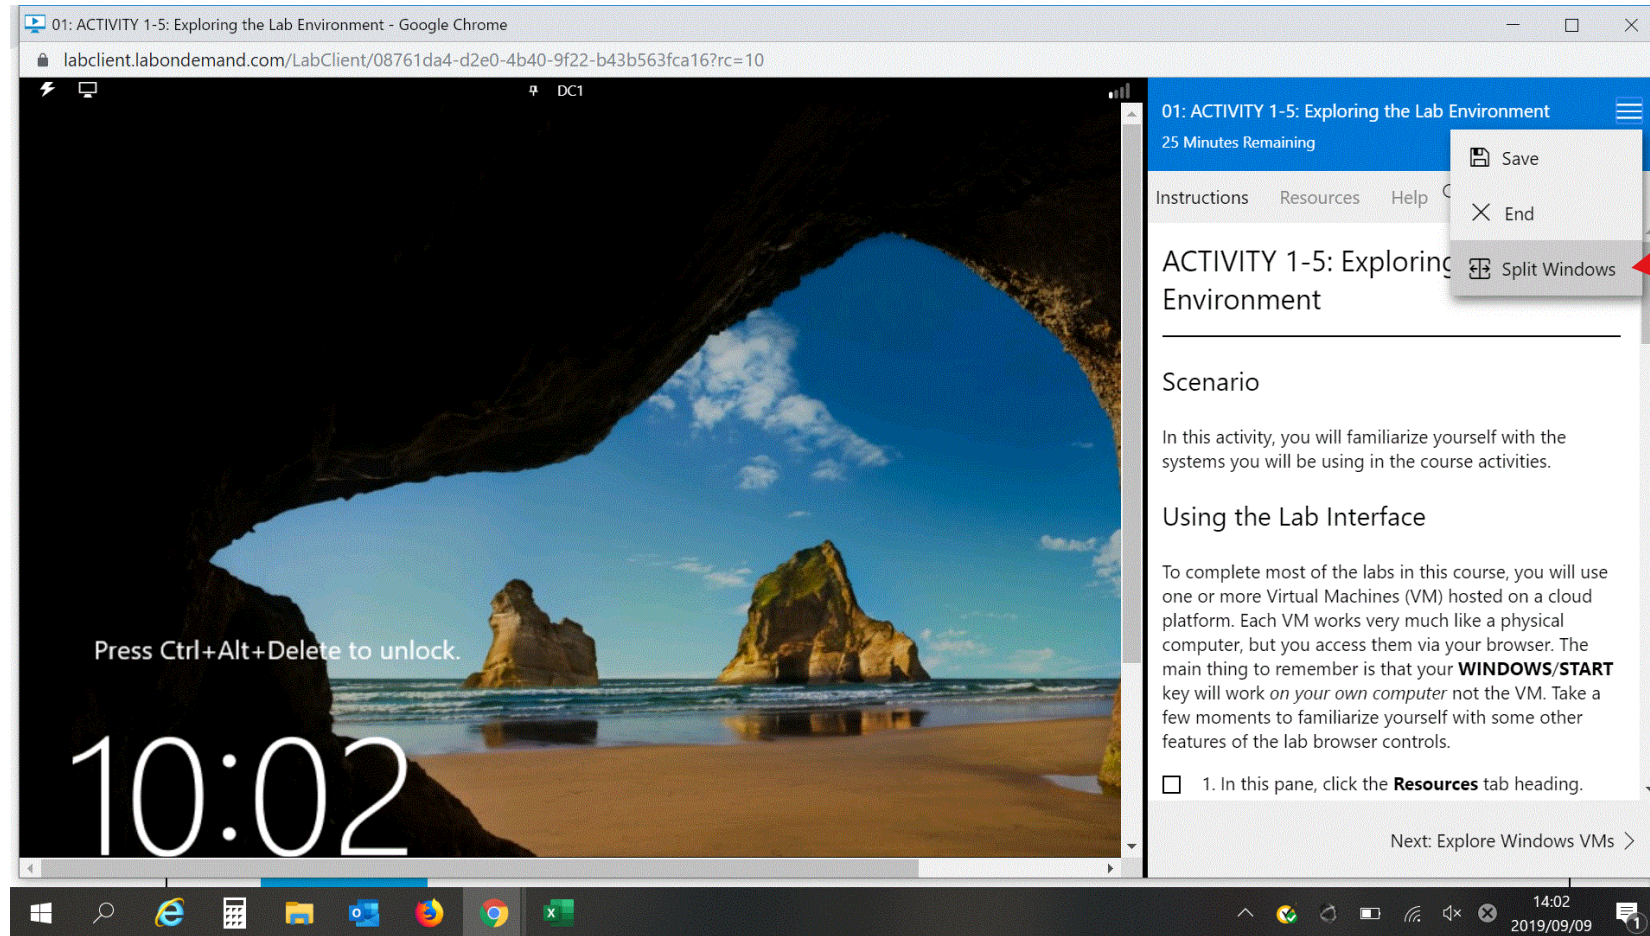 01: ACTIVITY 1-5: Exploring the Lab Environment - Google Chrome
labclient.labondemand.com/LabClient/08761da4-d2e0-4b40-9f22-b43b563fca16?rc=10
DC1
01: ACTIVITY 1-5: Exploring the Lab Environment
25 Minutes Remaining
Save
End
Split Windows
Instructions Resources Help
ACTIVITY 1-5: Exploring
Environment
Scenario
In this activity, you will familiarize yourself with the
systems you will be using in the course activities.
Using the Lab Interface
To complete most of the labs in this course, you will use
one or more Virtual Machines (VM) hosted on a cloud
platform. Each VM works very much like a physical
computer, but you access them via your browser. The
main thing to remember is that your WINDOWS/START
key will work on your own computer not the VM. Take a
few moments to familiarize yourself with some other
features of the lab browser controls.
1. In this pane, click the Resources tab heading.
Next: Explore Windows VMs
Press Ctrl+Alt+Delete to unlock.
10:02
14:02
2019/09/09
1